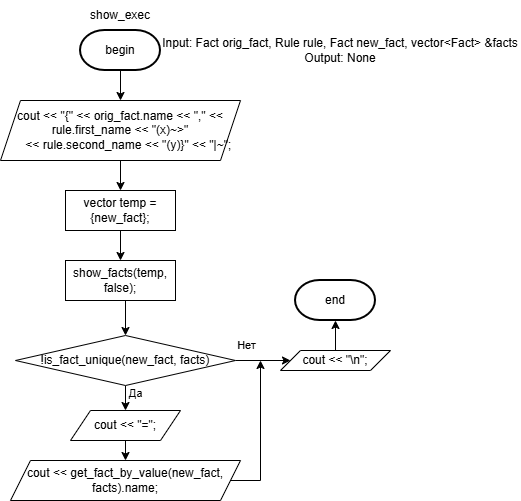 show_exec
begin
Input: Fact orig_fact, Rule rule, Fact new_fact, vector<Fact> &facts
Output: None
cout << "{" << orig_fact.name << "," <<
rule.first_name << "(x)~>"
<< rule.second_name << "(y)}" << "|~";
vector temp =
{new_fact};
show_facts(temp,
false);
end
!is_fact_unique(new_fact, facts)
Нет
cout << "\n";
Да
cout << "=";
cout << get_fact_by_value(new_fact,
facts).name;